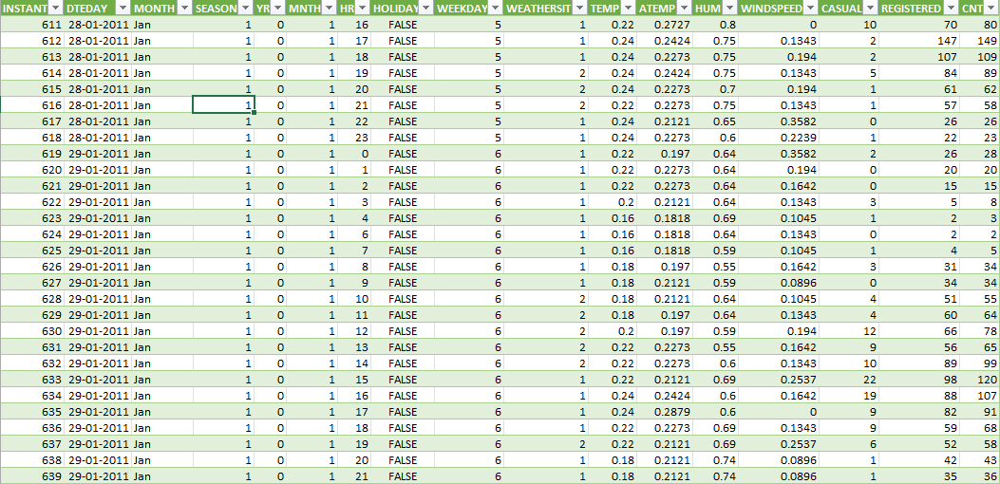 INSTANT DTEDAY MONTH SEASON YR MNTH HR HOLIDAY WEEKDAY WEATHERSIT TEMP ATEMP HUM WINDSPEED CASUAL REGISTERED CNT
611 28-01-2011 Jan 1 0 1 16 FALSE 5 1 0.22 0.2727 0.8 0 10 70 80
612 28-01-2011 Jan 1 0 1 17 FALSE 5 1 0.24 0.2424 0.75 0.1343 2 147 149
613 28-01-2011 Jan 1 0 1 18 FALSE 5 1 0.24 0.2273 0.75 0.194 2 107 109
614 28-01-2011 Jan 1 0 1 19 FALSE 5 2 0.24 0.2424 0.75 0.1343 5 84 89
615 28-01-2011 Jan 1 0 1 20 FALSE 5 2 0.24 0.2273 0.7 0.194 1 61 62
616 28-01-2011 Jan 1 0 1 21 FALSE 5 2 0.22 0.2273 0.75 0.1343 1 57 58
617 28-01-2011 Jan 1 0 1 22 FALSE 5 1 0.24 0.2121 0.65 0.3582 0 26 26
618 28-01-2011 Jan 1 0 1 23 FALSE 5 1 0.24 0.2273 0.6 0.2239 1 22 23
619 29-01-2011 Jan 1 0 1 0 FALSE 6 1 0.22 0.197 0.64 0.3582 2 26 28
620 29-01-2011 Jan 1 0 1 1 FALSE 6 1 0.22 0.2273 0.64 0.194 0 20 20
621 29-01-2011 Jan 1 0 1 2 FALSE 6 1 0.22 0.2273 0.64 0.1642 0 15 15
622 29-01-2011 Jan 1 0 1 3 FALSE 6 1 0.2 0.2121 0.64 0.1343 3 5 8
623 29-01-2011 Jan 1 0 1 4 FALSE 6 1 0.16 0.1818 0.69 0.1045 1 2 3
624 29-01-2011 Jan 1 0 1 6 FALSE 6 1 0.16 0.1818 0.64 0.1343 0 2 2
625 29-01-2011 Jan 1 0 1 7 FALSE 6 1 0.16 0.1818 0.59 0.1045 1 4 5
626 29-01-2011 Jan 1 0 1 8 FALSE 6 1 0.18 0.197 0.55 0.1642 3 31 34
627 29-01-2011 Jan 1 0 1 9 FALSE 6 1 0.18 0.2121 0.59 0.0896 0 34 34
628 29-01-2011 Jan 1 0 1 10 FALSE 6 2 0.18 0.2121 0.64 0.1045 4 51 55
629 29-01-2011 Jan 1 0 1 11 FALSE 6 2 0.18 0.197 0.64 0.1343 4 60 64
630 29-01-2011 Jan 1 0 1 12 FALSE 6 2 0.2 0.197 0.59 0.194 12 66 78
631 29-01-2011 Jan 1 0 1 13 FALSE 6 2 0.22 0.2273 0.55 0.1642 9 56 65
632 29-01-2011 Jan 1 0 1 14 FALSE 6 2 0.22 0.2273 0.6 0.1343 10 89 99
633 29-01-2011 Jan 1 0 1 15 FALSE 6 1 0.22 0.2121 0.69 0.2537 22 98 120
634 29-01-2011 Jan 1 0 1 16 FALSE 6 1 0.24 0.2424 0.6 0.1642 19 88 107
635 29-01-2011 Jan 1 0 1 17 FALSE 6 1 0.24 0.2879 0.6 0 9 82 91
636 29-01-2011 Jan 1 0 1 18 FALSE 6 1 0.22 0.2273 0.69 0.1343 9 59 68
637 29-01-2011 Jan 1 0 1 19 FALSE 6 2 0.22 0.2121 0.69 0.2537 6 52 58
638 29-01-2011 Jan 1 0 1 20 FALSE 6 1 0.18 0.2121 0.74 0.0896 1 42 43
639 29-01-2011 Jan 1 0 1 21 FALSE 6 1 0.18 0.2121 0.74 0.0896 1 35 36